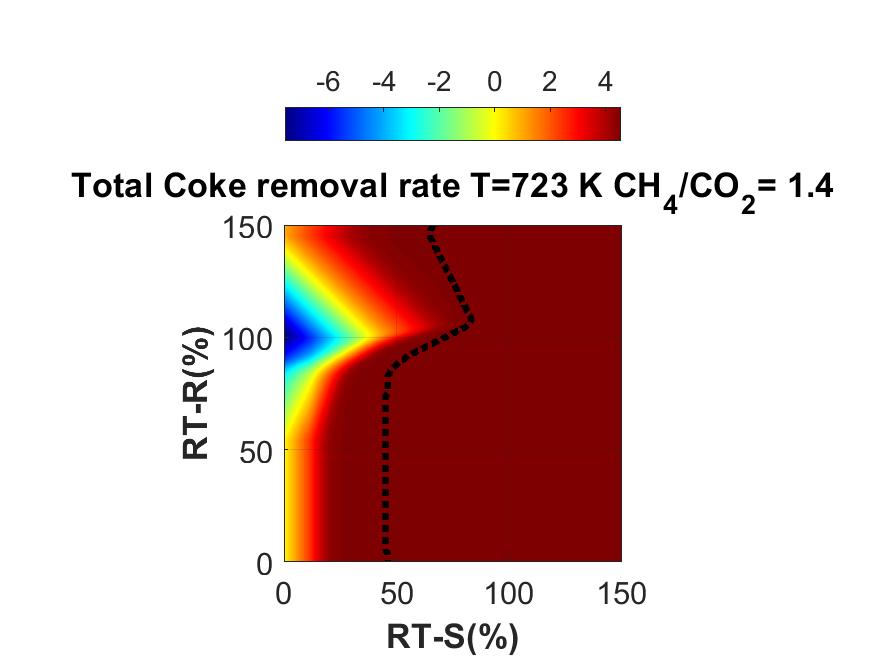 -6 -4 -2 0 2 4
Total Coke removal rate T=723 K CH₄/CO₂= 1.4
150
100
50
0
RT-R(%)
0 50 100 150
RT-S(%)